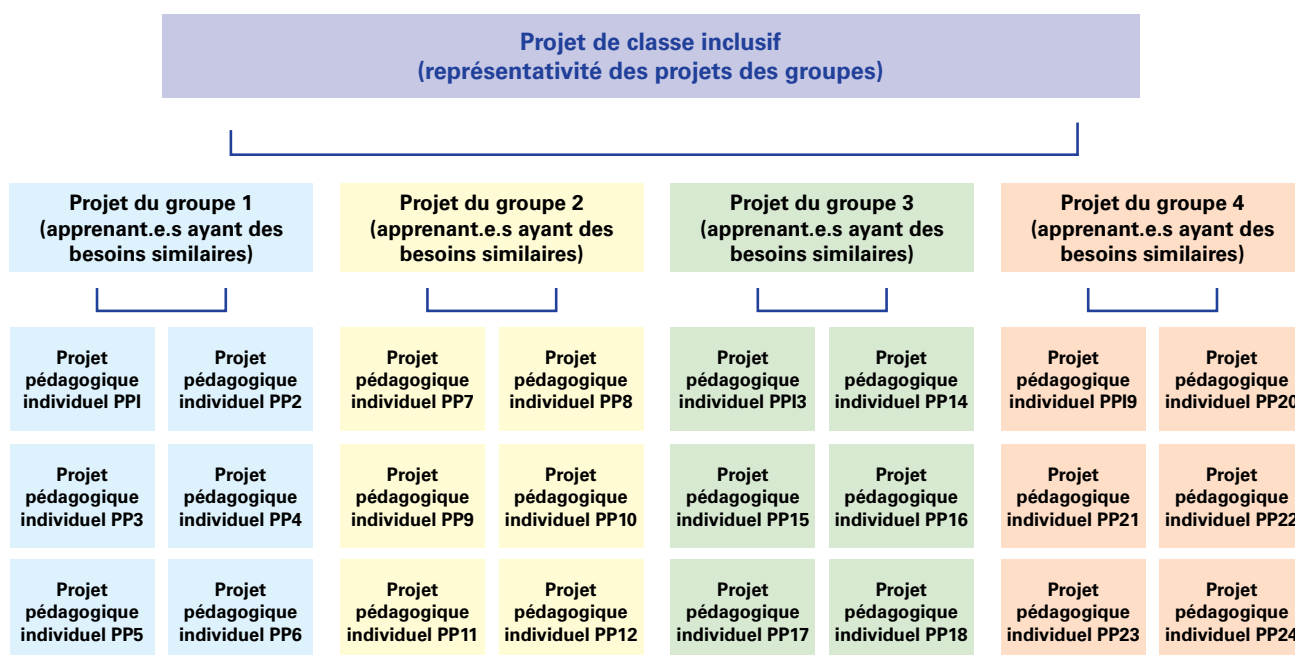 Projet de classe inclusif
(représentativité des projets des groupes)
Projet du groupe 1
(apprenant.e.s ayant des
besoins similaires)
Projet du groupe 2
(apprenant.e.s ayant des
besoins similaires)
Projet du groupe 3
(apprenant.e.s ayant des
besoins similaires)
Projet du groupe 4
(apprenant.e.s ayant des
besoins similaires)
Projet
pédagogique
individuel PPI
Projet
pédagogique
individuel PP2
Projet
pédagogique
individuel PP7
Projet
pédagogique
individuel PP8
Projet
pédagogique
individuel PPI3
Projet
pédagogique
individuel PP14
Projet
pédagogique
individuel PPI9
Projet
pédagogique
individuel PP20
Projet
pédagogique
individuel PP3
Projet
pédagogique
individuel PP4
Projet
pédagogique
individuel PP9
Projet
pédagogique
individuel PP10
Projet
pédagogique
individuel PP15
Projet
pédagogique
individuel PP16
Projet
pédagogique
individuel PP21
Projet
pédagogique
individuel PP22
Projet
pédagogique
individuel PP5
Projet
pédagogique
individuel PP6
Projet
pédagogique
individuel PP11
Projet
pédagogique
individuel PP12
Projet
pédagogique
individuel PP17
Projet
pédagogique
individuel PP18
Projet
pédagogique
individuel PP23
Projet
pédagogique
individuel PP24